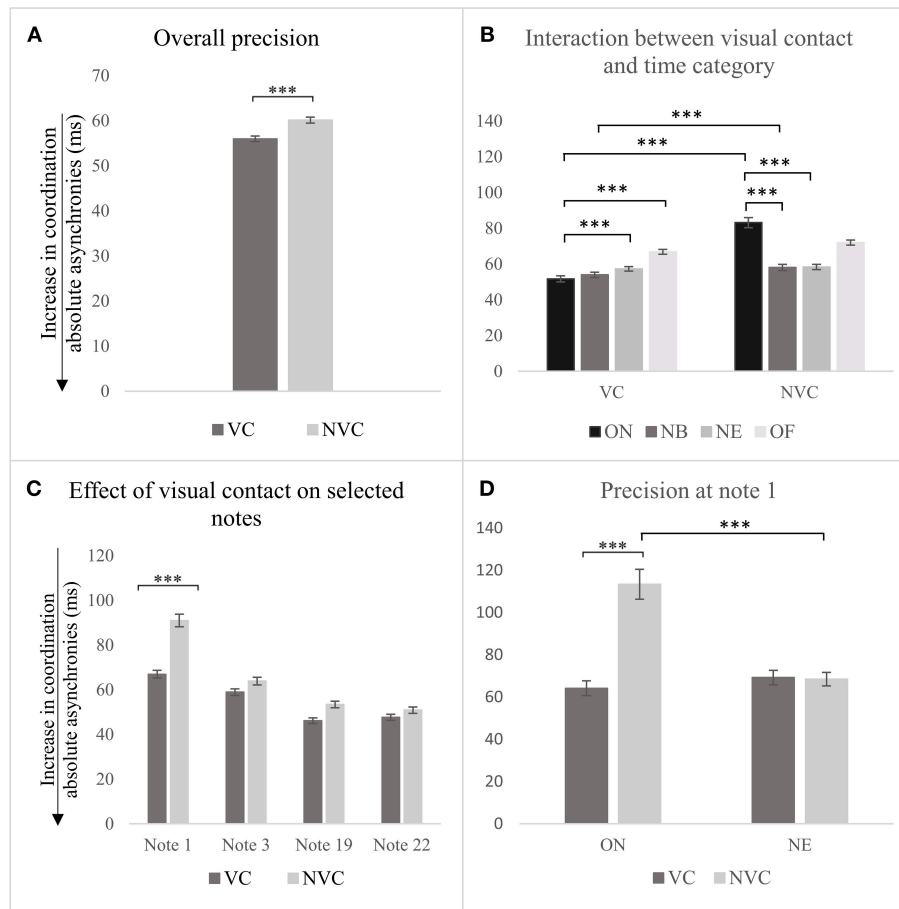 A
Overall precision
70
60
50
40
30
20
10
0
Increase in coordination
absolute asynchronies (ms)
***
VC NVC
B
Interaction between visual contact
and time category
140
120
100
80
60
40
20
0
***
***
***
***
***
***
VC NVC
ON NB NE OF
C
Effect of visual contact on selected
notes
120
100
80
60
40
20
0
Increase in coordination
absolute asynchronies (ms)
***
Note 1 Note 3 Note 19 Note 22
VC NVC
D
Precision at note 1
140
120
100
80
60
40
20
0
***
***
ON NE
VC NVC